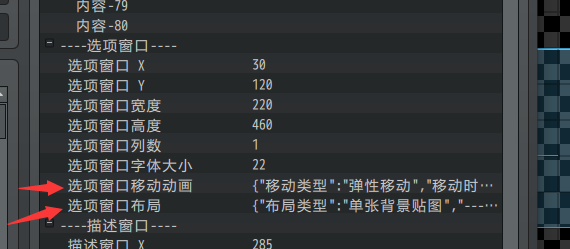 内容-79
内容-80
----选项窗口----
选项窗口 X 30
选项窗口 Y 120
选项窗口宽度 220
选项窗口高度 460
选项窗口列数 1
选项窗口字体大小 22
选项窗口移动动画 {"移动类型":"弹性移动","移动时…
选项窗口布局 {"布局类型":"单张背景贴图","---…
----描述窗口----
描述窗口 X 285